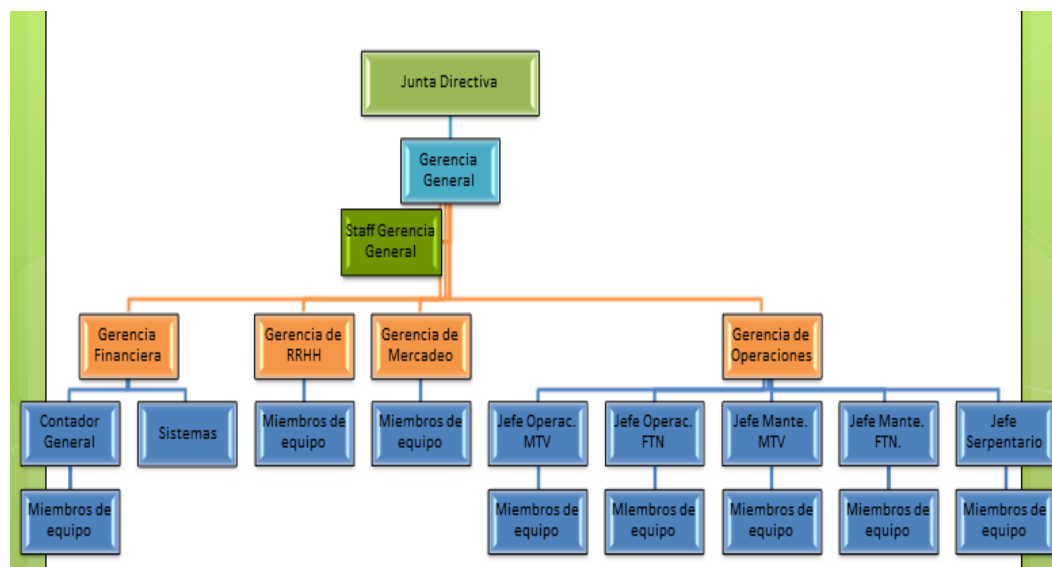 Junta Directiva
Gerencia
General
Staff Gerencia
General
Gerencia
Financiera
Gerencia de
RRHH
Gerencia de
Mercadeo
Gerencia de
Operaciones
Contador
General
Sistemas
Miembros de
equipo
Miembros de
equipo
Jefe Operac.
MTV
Jefe Operac.
FTN
Jefe Mante.
MTV
Jefe Mante.
FTN.
Jefe
Serpentario
Miembros de
equipo
Miembros de
equipo
MIembros de
equipo
Miembros de
equipo
Miembros de
equipo
Miembros de
equipo